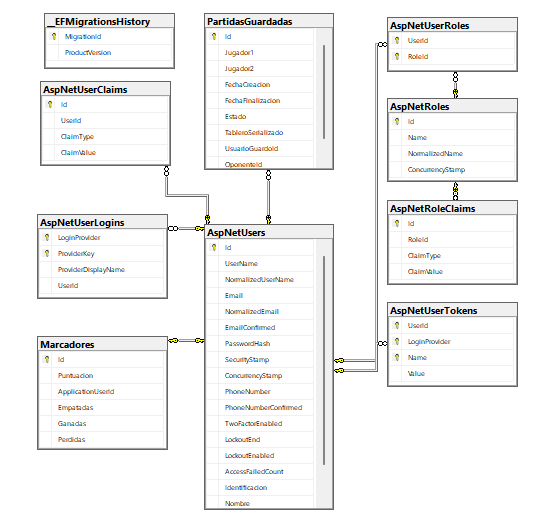 __EFMigrationsHistory
MigrationId
ProductVersion
AspNetUserClaims
Id
UserId
ClaimType
ClaimValue
PartidasGuardadas
Id
Jugador1
Jugador2
FechaCreacion
FechaFinalizacion
Estado
TableroSerializado
UsuarioGuardoId
OponenteId
AspNetUserRoles
UserId
RoleId
AspNetRoles
Id
Name
NormalizedName
ConcurrencyStamp
AspNetRoleClaims
Id
RoleId
ClaimType
ClaimValue
AspNetUserLogins
LoginProvider
ProviderKey
ProviderDisplayName
UserId
AspNetUsers
Id
UserName
NormalizedUserName
Email
NormalizedEmail
EmailConfirmed
PasswordHash
SecurityStamp
ConcurrencyStamp
PhoneNumber
PhoneNumberConfirmed
TwoFactorEnabled
LockoutEnd
LockoutEnabled
AccessFailedCount
Identificacion
Nombre
AspNetUserTokens
UserId
LoginProvider
Name
Value
Marcadores
Id
Puntuacion
ApplicationUserId
Empatadas
Ganadas
Perdidas